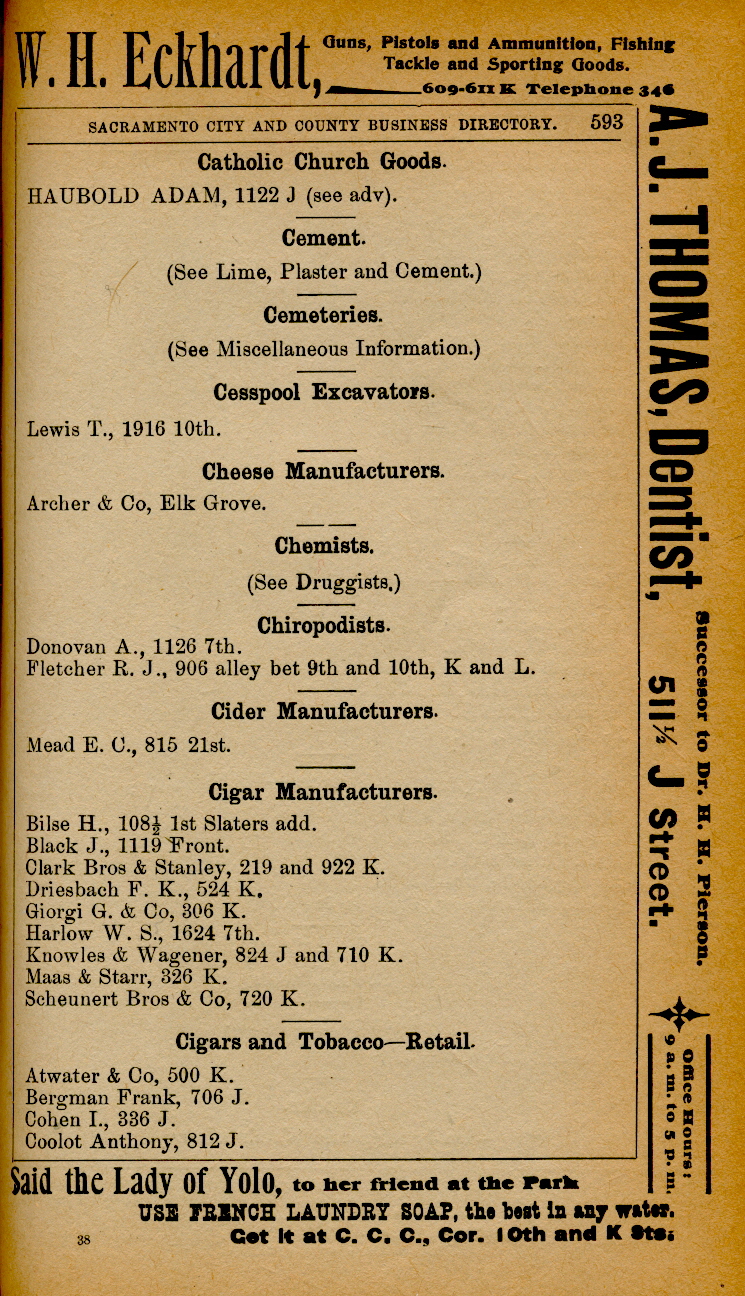 W. H. Eckhardt,
Guns, Pistols and Ammunition, Fishing
Tackle and Sporting Goods.
609-611 K Telephone 346
SACRAMENTO CITY AND COUNTY BUSINESS DIRECTORY. 593
Catholic Church Goods.
HAUBOLD ADAM, 1122 J (see adv).
Cement.
(See Lime, Plaster and Cement.)
Cemeteries.
(See Miscellaneous Information.)
Cesspool Excavators.
Lewis T., 1916 10th.
Cheese Manufacturers.
Archer & Co, Elk Grove.
Chemists.
(See Druggists.)
Chiropodists.
Donovan A., 1126 7th.
Fletcher R. J., 906 alley bet 9th and 10th, K and L.
Cider Manufacturers.
Mead E. C., 815 21st.
Cigar Manufacturers.
Bilse H., 108½ 1st Slaters add.
Black J., 1119 Front.
Clark Bros & Stanley, 219 and 922 K.
Driesbach F. K., 524 K.
Giorgi G. & Co, 306 K.
Harlow W. S., 1624 7th.
Knowles & Wagener, 824 J and 710 K.
Maas & Starr, 326 K.
Scheunert Bros & Co, 720 K.
Cigars and Tobacco—Retail.
Atwater & Co, 500 K.
Bergman Frank, 706 J.
Cohen I., 336 J.
Coolot Anthony, 812 J.
A. J. THOMAS, Dentist, 511½ J Street.
Successor to Dr. H. H. Pierson.
Office Hours:
9 a. m. to 5 p. m.
Said the Lady of Yolo, to her friend at the Park
USE FRENCH LAUNDRY SOAP, the best in any water.
Get it at C. C. C., Cor. 10th and K Sts.
38